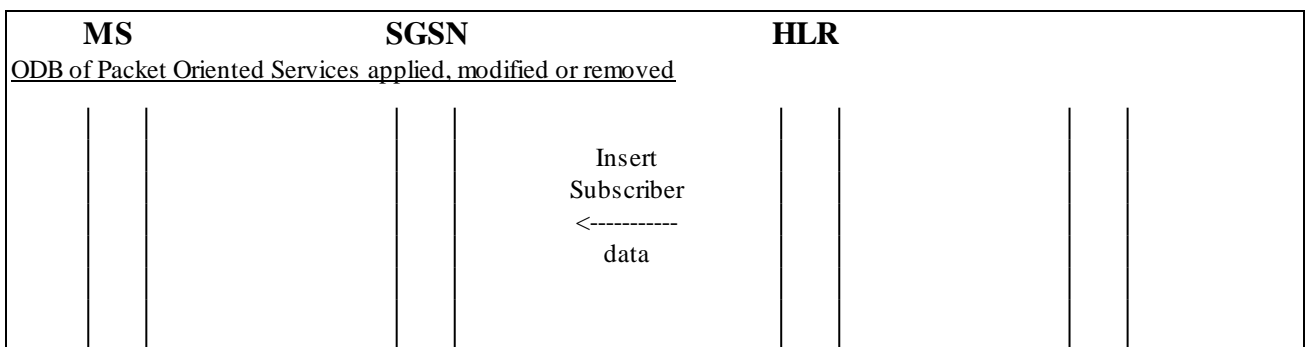 MS SGSN HLR
ODB of Packet Oriented Services applied, modified or removed
Insert
Subscriber
<-----------
data